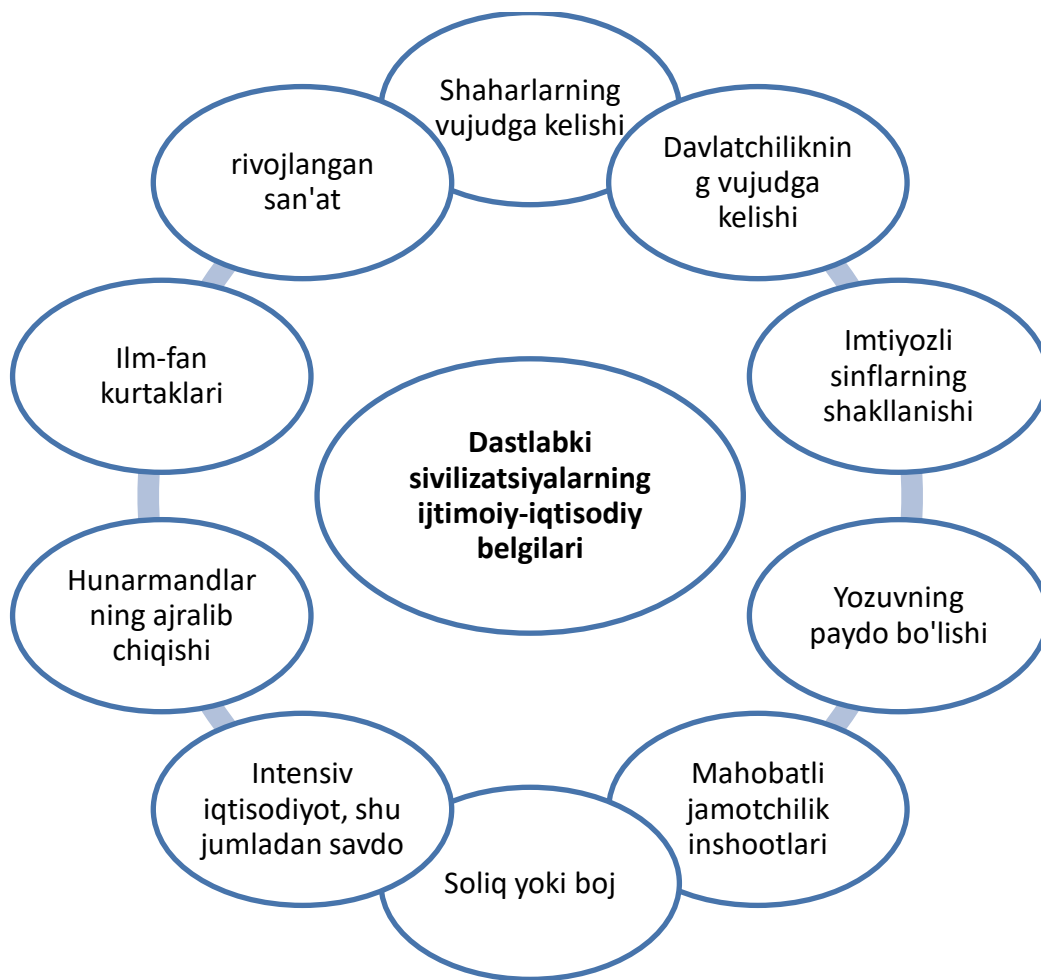 Shaharlarning
vujudga kelishi
Davlatchiliknin
g vujudga
kelishi
Imtiyozli
sinflarning
shakllanishi
Yozuvning
paydo bo'lishi
Mahobatli
jamotchilik
inshootlari
Soliq yoki boj
Intensiv
iqtisodiyot, shu
jumladan savdo
Hunarmandlar
ning ajralib
chiqishi
Ilm-fan
kurtaklari
rivojlangan
san'at
Dastlabki
sivilizatsiyalarning
ijtimoiy-iqtisodiy
belgilari